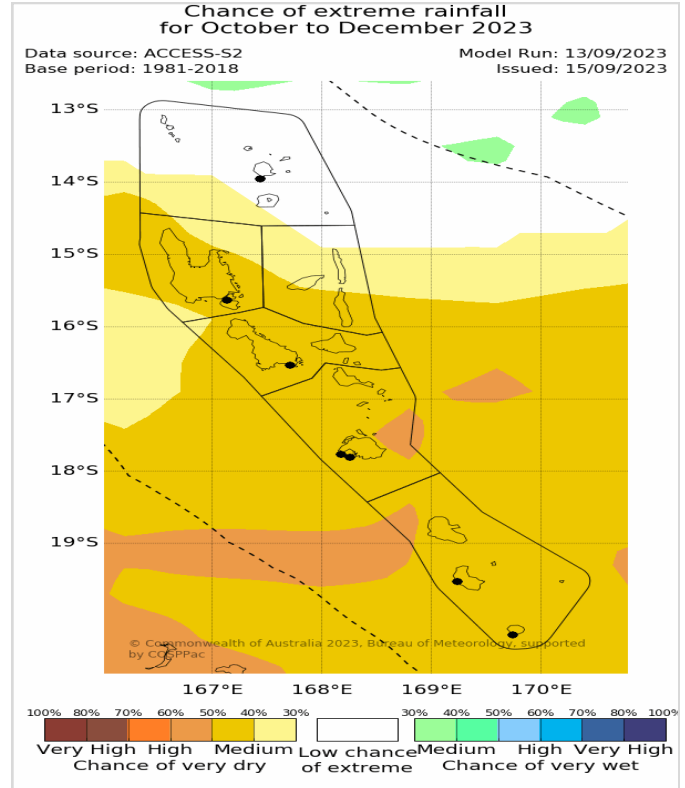 Chance of extreme rainfall
for October to December 2023
Data source: ACCESS-S2
Base period: 1981-2018
Model Run: 13/09/2023
Issued: 15/09/2023
13°S
14°S
15°S
16°S
17°S
18°S
19°S
© Commonwealth of Australia 2023, Bureau of Meteorology, supported
by COSPPac
167°E 168°E 169°E 170°E
100% 80% 70% 60% 50% 40% 30% 30% 40% 50% 60% 70% 80% 100%
Very High High Medium Low chance Medium High Very High
Chance of very dry of extreme Chance of very wet